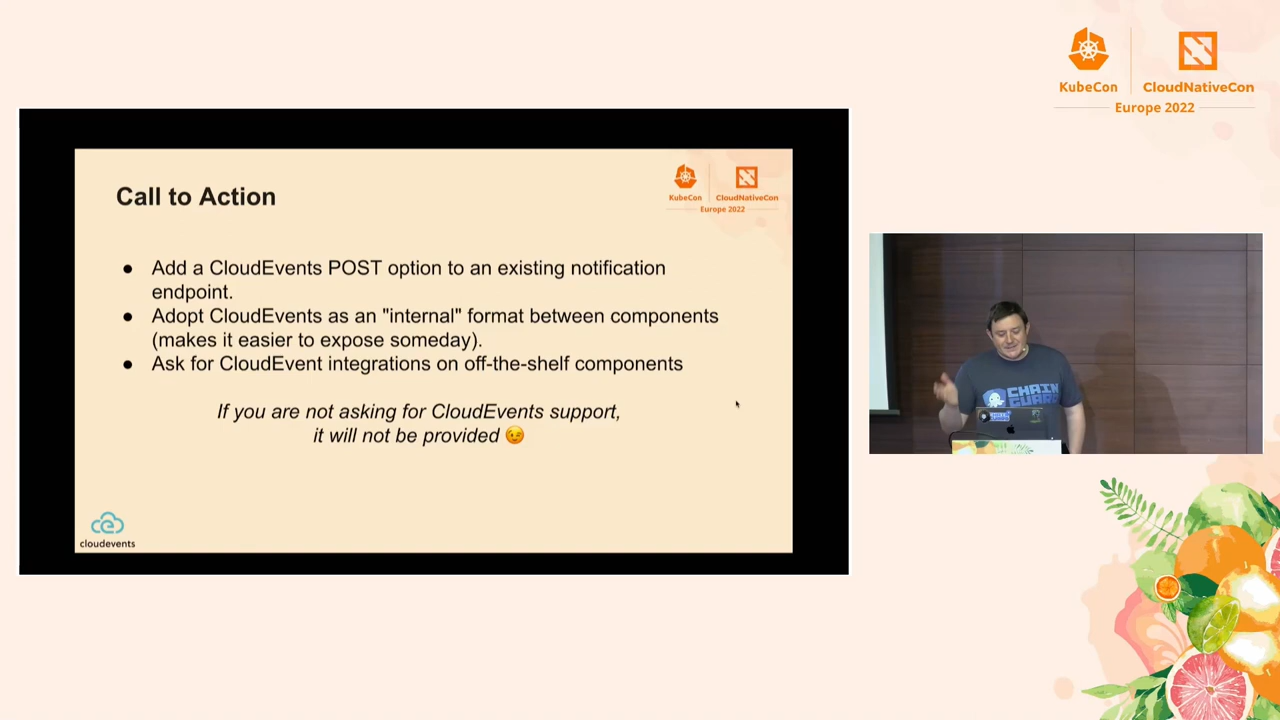 KubeCon
CloudNativeCon
Europe 2022
Call to Action
KubeCon
CloudNativeCon
Europe 2022
● Add a CloudEvents POST option to an existing notification
endpoint.
● Adopt CloudEvents as an "internal" format between components
(makes it easier to expose someday).
● Ask for CloudEvent integrations on off-the-shelf components
If you are not asking for CloudEvents support,
it will not be provided 😉
cloudevents
CHAIN
GUARD